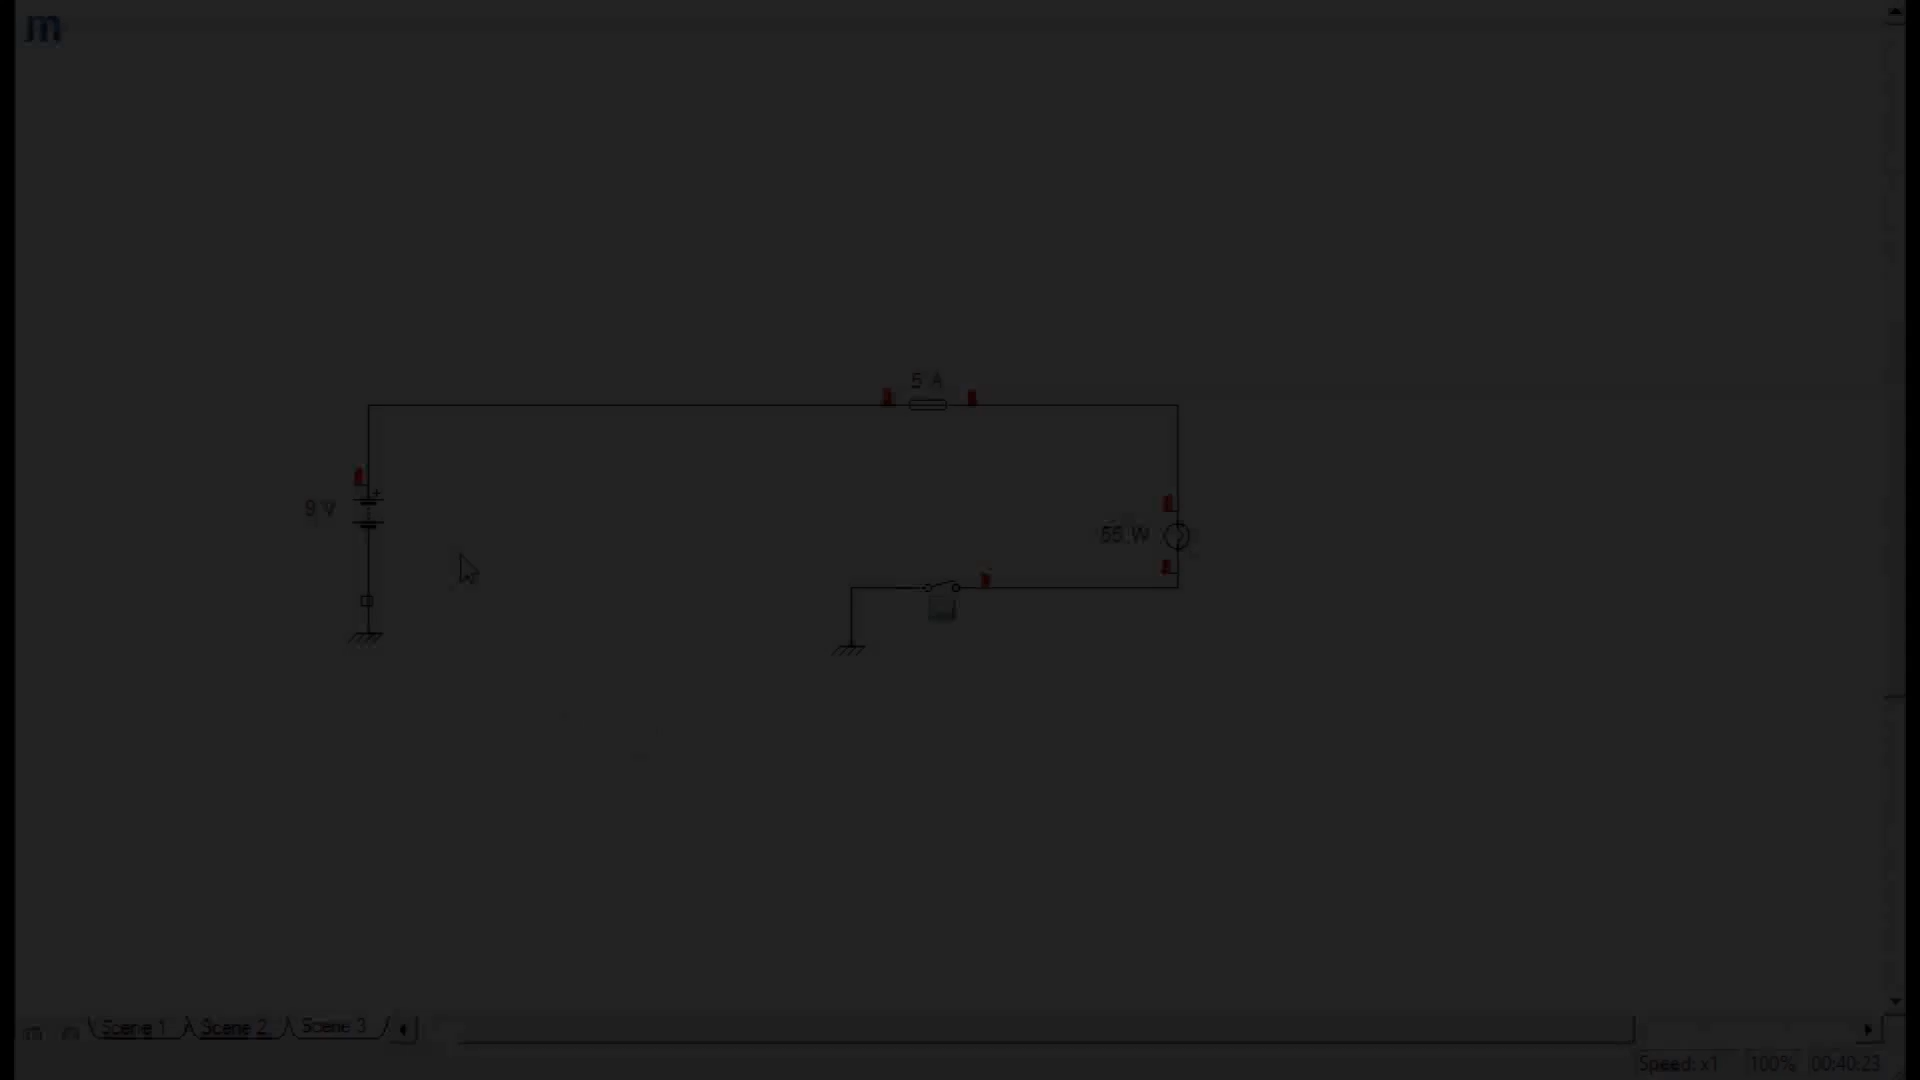 m
5 A
9 V
55 W
Scene 1 Scene 2 Scene 3
Speed: x1 100% 00:40:23